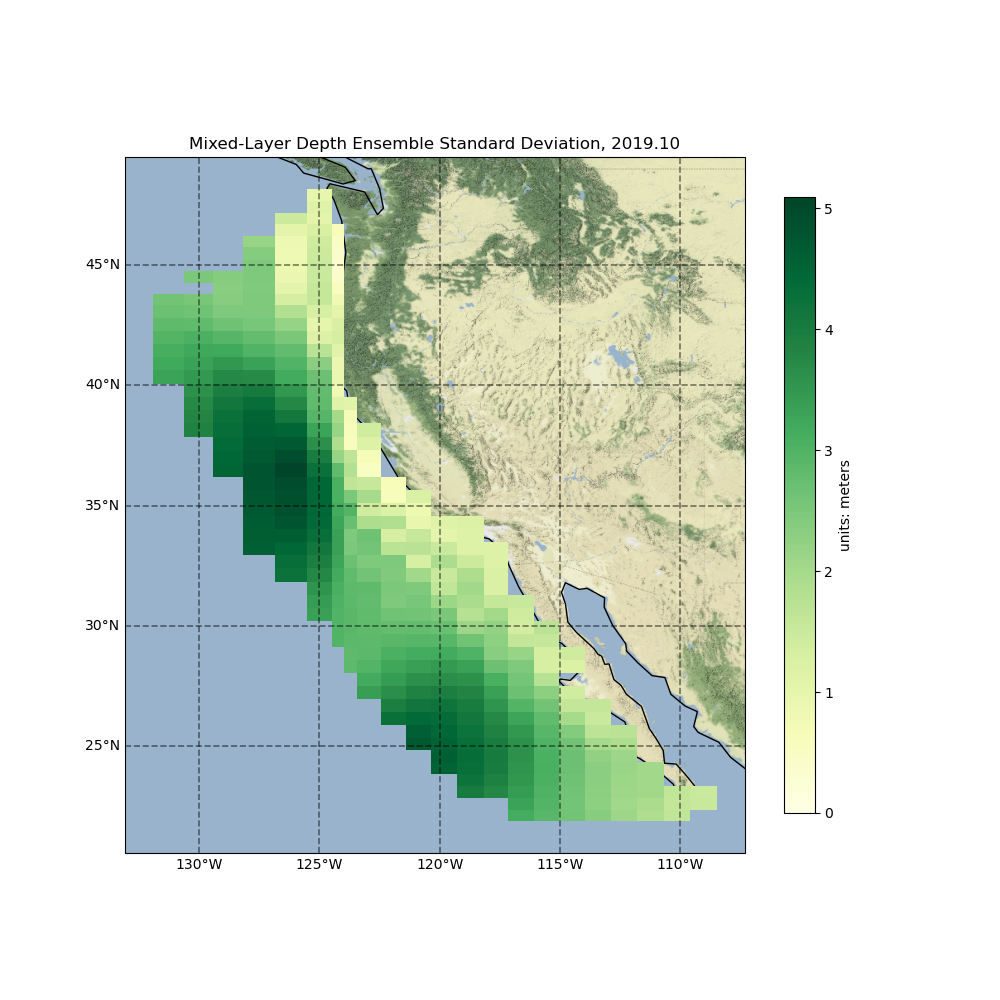 Mixed-Layer Depth Ensemble Standard Deviation, 2019.10
45°N
40°N
35°N
30°N
25°N
130°W
125°W
120°W
115°W
110°W
5
4
3
2
1
0
units: meters